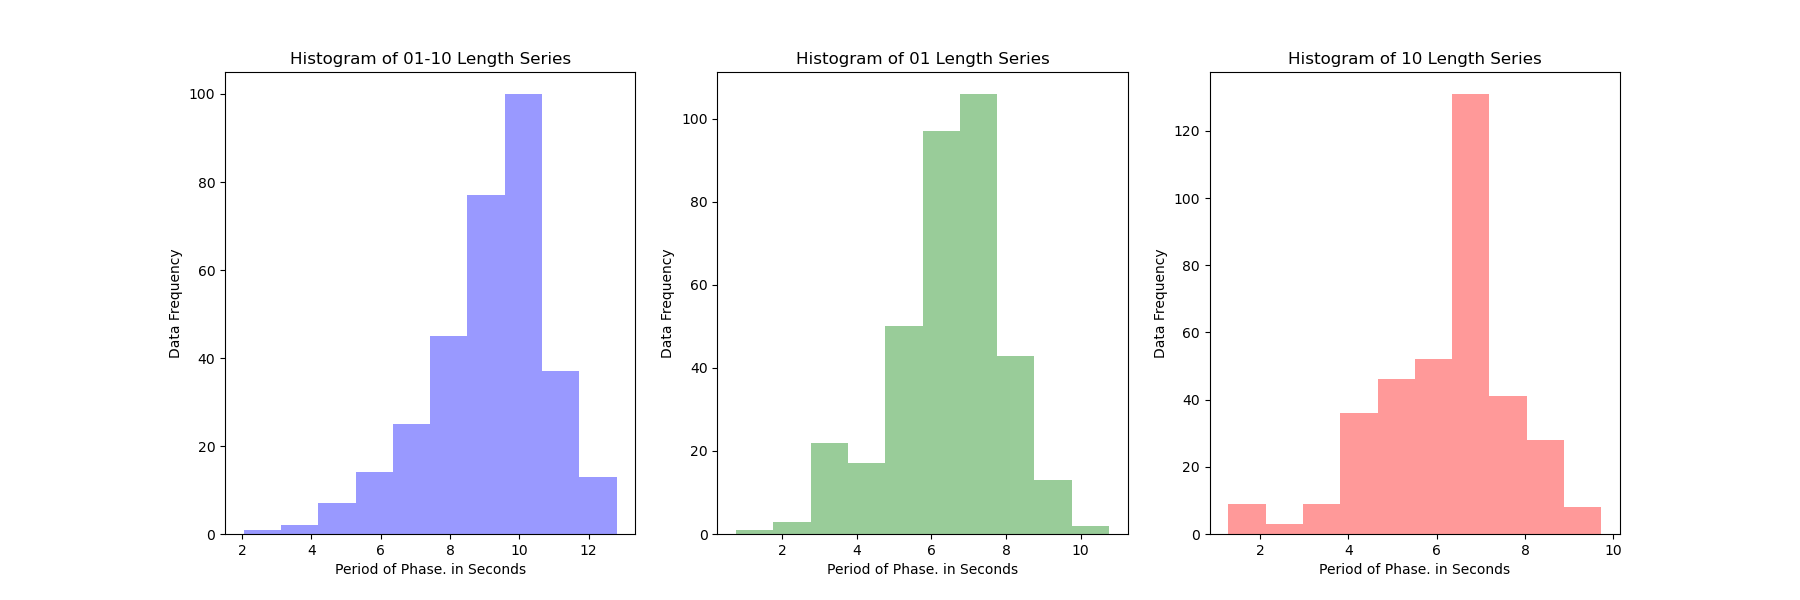 Histogram of 01-10 Length Series
100
80
60
40
20
0
2 4 6 8 10 12
Data Frequency
Period of Phase. in Seconds
Histogram of 01 Length Series
100
80
60
40
20
0
2 4 6 8 10
Data Frequency
Period of Phase. in Seconds
Histogram of 10 Length Series
120
100
80
60
40
20
0
2 4 6 8 10
Data Frequency
Period of Phase. in Seconds